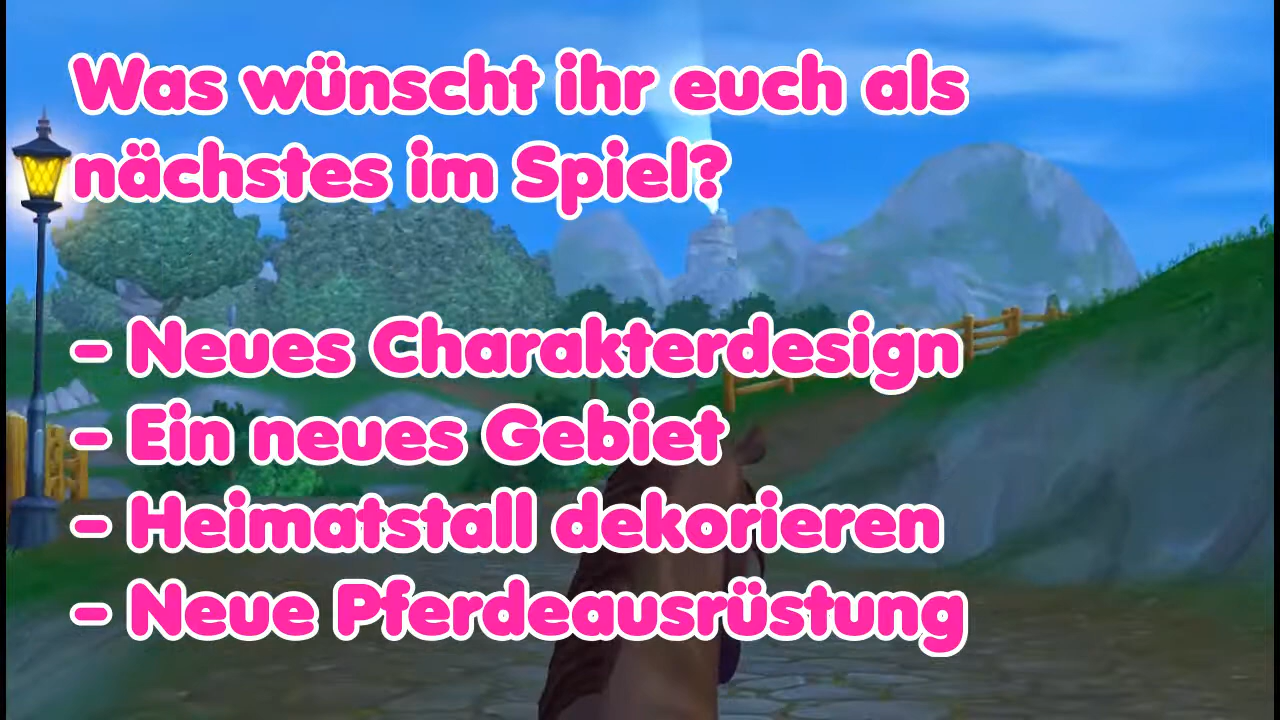 Was wünscht ihr euch als
nächstes im Spiel?
- Neues Charakterdesign
- Ein neues Gebiet
- Heimatstall dekorieren
- Neue Pferdeausrüstung